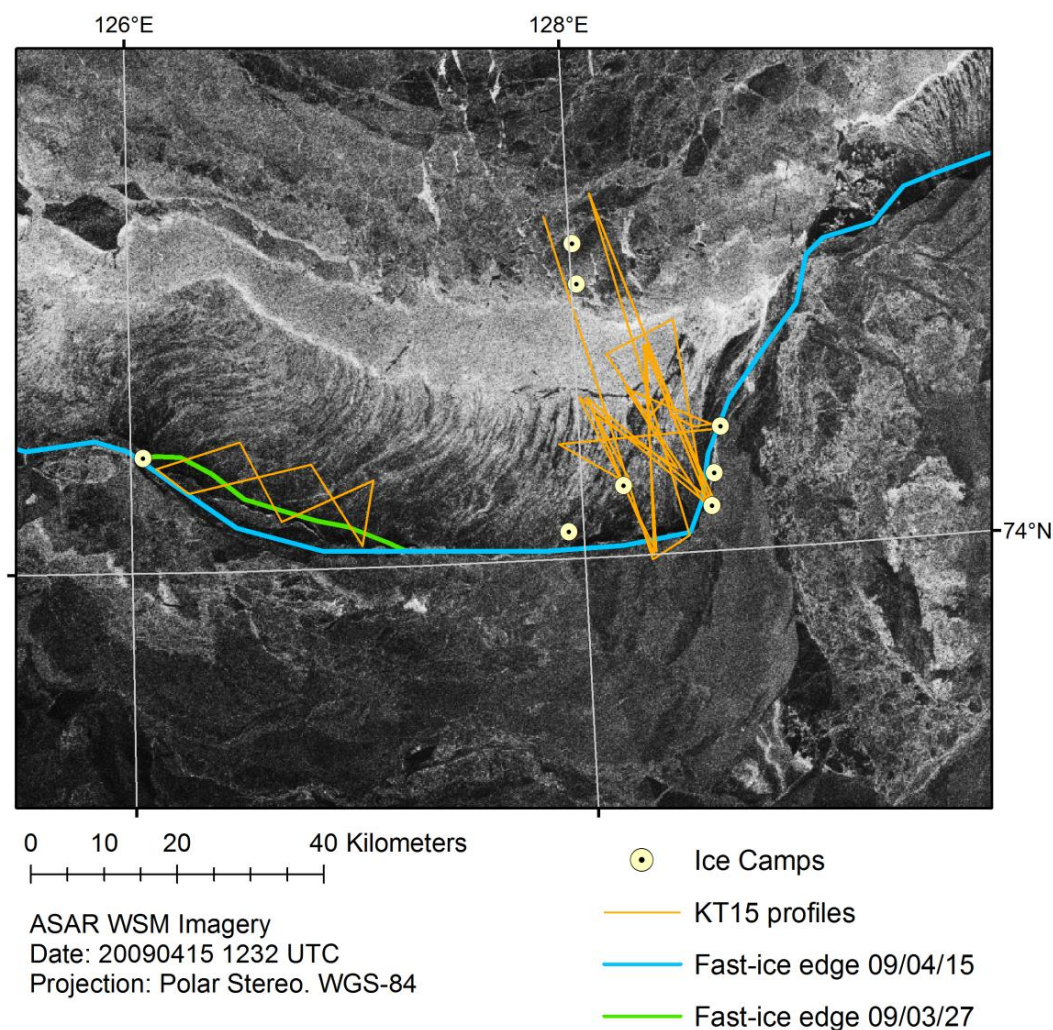 126°E 128°E
74°N
0 10 20 40 Kilometers
ASAR WSM Imagery
Date: 20090415 1232 UTC
Projection: Polar Stereo. WGS-84
Ice Camps
KT15 profiles
Fast-ice edge 09/04/15
Fast-ice edge 09/03/27